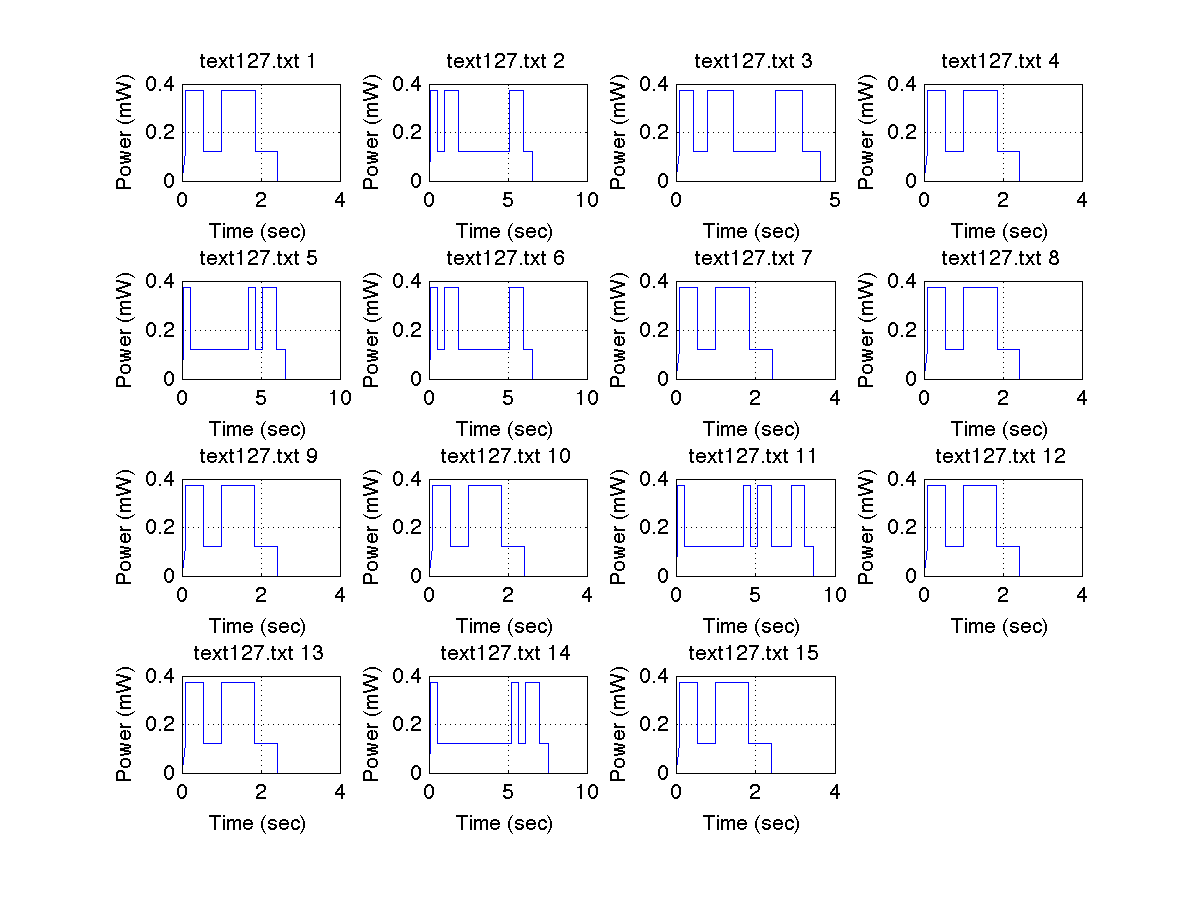 text127.txt 1
0.4
0.2
0
Power (mW)
0 2 4
Time (sec)
text127.txt 2
0.4
0.2
0
Power (mW)
0 5 10
Time (sec)
text127.txt 3
0.4
0.2
0
Power (mW)
0 5
Time (sec)
text127.txt 4
0.4
0.2
0
Power (mW)
0 2 4
Time (sec)
text127.txt 5
0.4
0.2
0
Power (mW)
0 5 10
Time (sec)
text127.txt 6
0.4
0.2
0
Power (mW)
0 5 10
Time (sec)
text127.txt 7
0.4
0.2
0
Power (mW)
0 2 4
Time (sec)
text127.txt 8
0.4
0.2
0
Power (mW)
0 2 4
Time (sec)
text127.txt 9
0.4
0.2
0
Power (mW)
0 2 4
Time (sec)
text127.txt 10
0.4
0.2
0
Power (mW)
0 2 4
Time (sec)
text127.txt 11
0.4
0.2
0
Power (mW)
0 5 10
Time (sec)
text127.txt 12
0.4
0.2
0
Power (mW)
0 2 4
Time (sec)
text127.txt 13
0.4
0.2
0
Power (mW)
0 2 4
Time (sec)
text127.txt 14
0.4
0.2
0
Power (mW)
0 5 10
Time (sec)
text127.txt 15
0.4
0.2
0
Power (mW)
0 2 4
Time (sec)